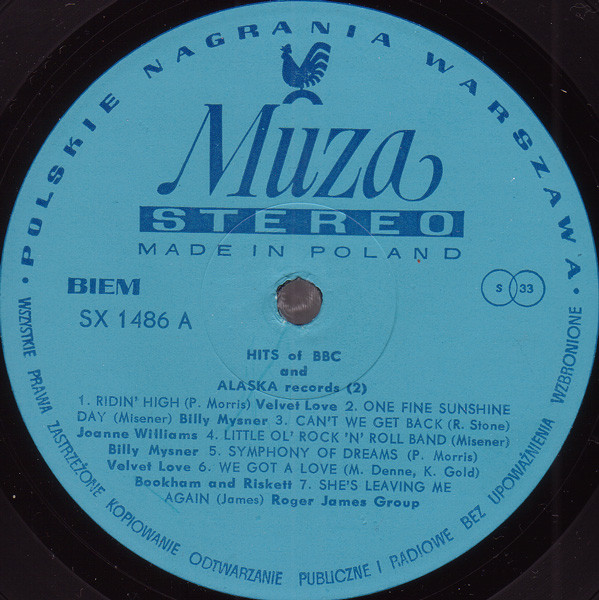 • POLSKIE NAGRANIA WARSZAWA •
Muza
STEREO
MADE IN POLAND
BIEM
SX 1486 A
S 33
HITS of BBC
and
ALASKA records (2)
1. RIDIN' HIGH (P. Morris) Velvet Love 2. ONE FINE SUNSHINE
DAY (Misener) Billy Mysner 3. CAN'T WE GET BACK (R. Stone)
Joanne Williams 4. LITTLE OL' ROCK 'N' ROLL BAND (Misener)
Billy Mysner 5. SYMPHONY OF DREAMS (P. Morris)
Velvet Love 6. WE GOT A LOVE (M. Denne, K. Gold)
Bookham and Riskett 7. SHE'S LEAVING ME
AGAIN (James) Roger James Group
WSZYSTKIE PRAWA ZASTRZEŻONE KOPIOWANIE ODTWARZANIE PUBLICZNE I RADIOWE BEZ UPOWAŻNIENIA WZBRONIONE